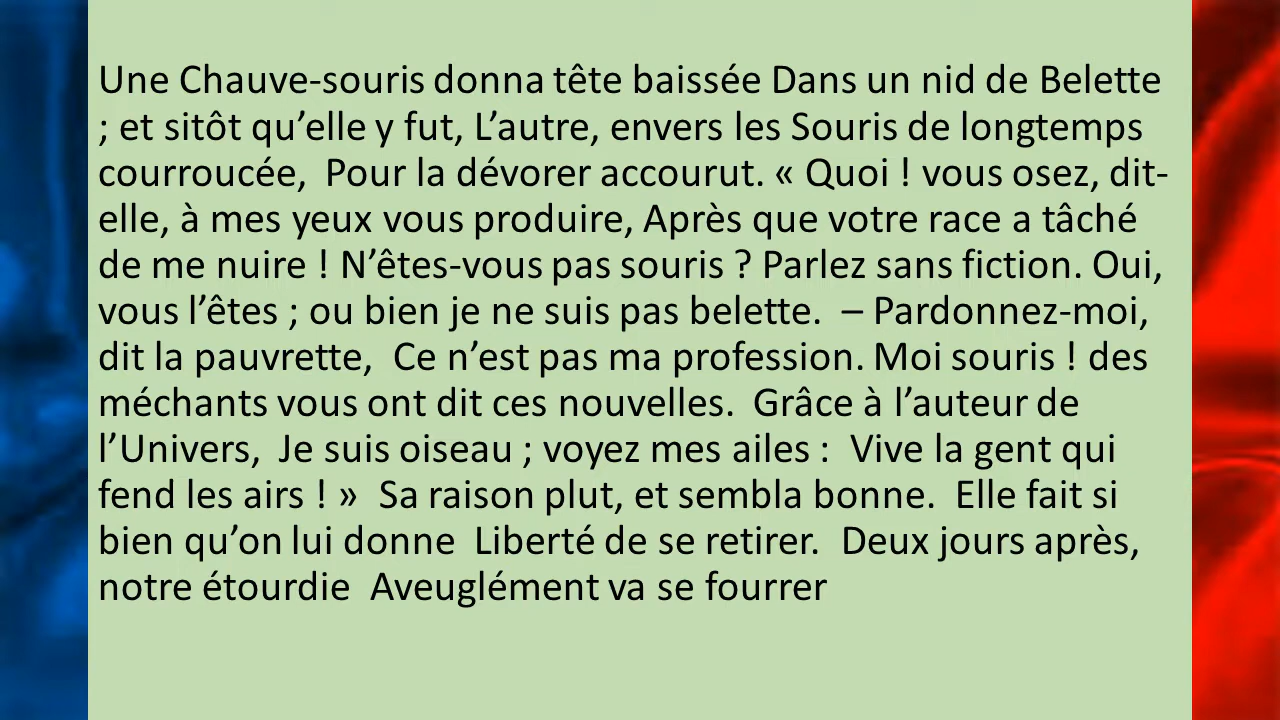 Une Chauve-souris donna tête baissée Dans un nid de Belette
; et sitôt qu’elle y fut, L’autre, envers les Souris de longtemps
courroucée,  Pour la dévorer accourut. « Quoi ! vous osez, dit-
elle, à mes yeux vous produire, Après que votre race a tâché
de me nuire ! N’êtes-vous pas souris ? Parlez sans fiction. Oui,
vous l’êtes ; ou bien je ne suis pas belette.  – Pardonnez-moi,
dit la pauvrette,  Ce n’est pas ma profession. Moi souris ! des
méchants vous ont dit ces nouvelles.  Grâce à l’auteur de
l’Univers,  Je suis oiseau ; voyez mes ailes :  Vive la gent qui
fend les airs ! »  Sa raison plut, et sembla bonne.  Elle fait si
bien qu’on lui donne  Liberté de se retirer.  Deux jours après,
notre étourdie  Aveuglément va se fourrer